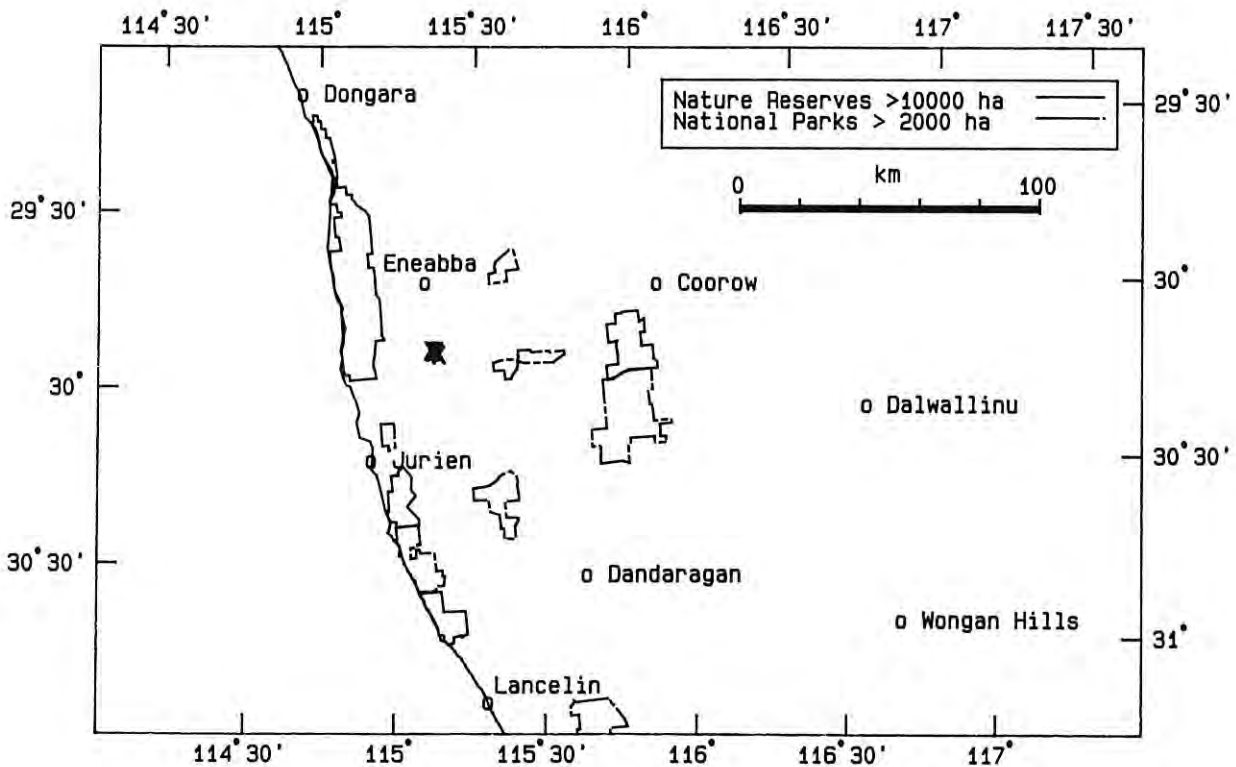 114°30' 115° 115°30' 116° 116°30' 117° 117°30'
Dongara
Nature Reserves >10000 ha
National Parks > 2000 ha
29°30'
km
0 100
29°30'
Eneabba
Coorow
30°
30°
Dalwallinu
Jurien
30°30'
30°30'
Dandaragan
Wongan Hills
31°
Lancelin
114°30' 115° 115°30' 116° 116°30' 117°